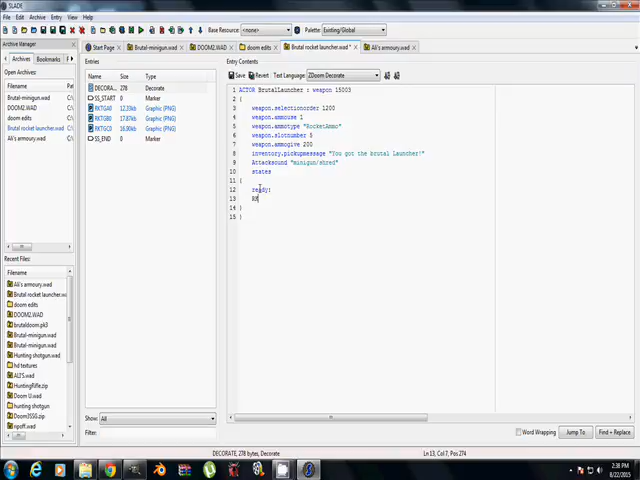 SLADE
File Edit View Entry Help
Base Resource: <none> Palette: Existing/Global
Archive Manager
Start Page Brutal-minigun.wad DOOM2.WAD doom edits Brutal rocket launcher.wad * Ali's armoury.wad
Archives Bookmarks
Open Archives:
Filename
Brutal-minigun.wad C:\
DOOM2.WAD C:\
doom edits C:\
Brutal rocket launcher.wad C:\
Ali's armoury.wad C:\
Recent Files:
Filename
Ali's armoury.wad
Brutal rocket launcher.wad
doom edits
DOOM2.WAD
brutaldoom.pk3
Brutal-minigun.wad
Brutal-minigun.wad
Hunting shotgun.wad
hd textures
ALI'S.wad
HuntingRifle.zip
Doom U.wad
hunting shotgun
Doom3SSG.zip
npoff.wad
Name Size Type
DECORA... 278 Decorate
SS_START 0 Marker
RKTGA0 12.33kb Graphic (PNG)
RKTGB0 17.87kb Graphic (PNG)
RKTGC0 16.90kb Graphic (PNG)
SS_END 0 Marker
Show: All
Filter:
Entry Contents
Save Revert Text Language: ZDoom Decorate
1 ACTOR BrutalLauncher : weapon 15003
2 {
3 weapon.selectionorder 1200
4 weapon.ammouse 1
5 weapon.ammotype "RocketAmmo"
6 weapon.slotnumber 5
7 weapon.ammogive 200
8 inventory.pickupmessage "You got the brutal Launcher!"
9 Attacksound "minigun/shred"
10 states
11 {
12 ready:
13 RK
14 }
15 }
Word Wrapping Jump To Find + Replace
DECORATE, 278 bytes, Decorate Ln 13, Col 7, Pos 274
2:38 PM
8/22/2015